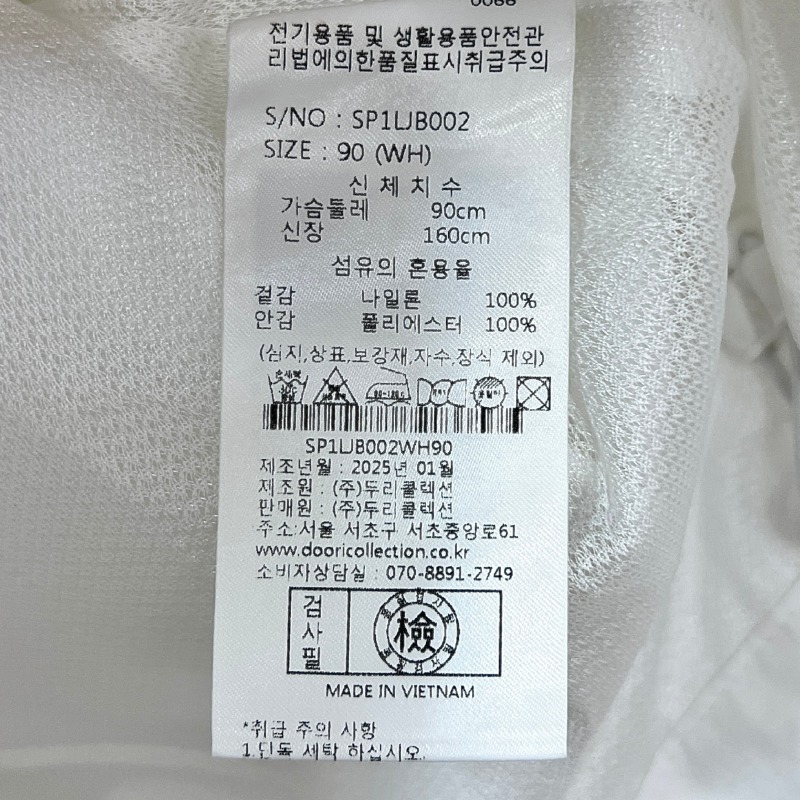 0066
전기용품 및 생활용품안전관
리법에의한품질표시취급주의
S/NO : SP1LJB002
SIZE : 90 (WH)
신 체 치 수
가슴둘레 90cm
신장 160cm
섬유의 혼용율
겉감 나일론 100%
안감 폴리에스터 100%
(심지,상표,보강재,자수,장식 제외)
손세탁
SP1LJB002WH90
제조년월 : 2025년 01월
제조원 : (주)두리콜렉션
판매원 : (주)두리콜렉션
주소:서울 서초구 서초중앙로61
www.dooricollection.co.kr
소비자상담실 : 070-8891-2749
검사필
檢
MADE IN VIETNAM
*취급 주의 사항
1.단독 세탁 하십시오.